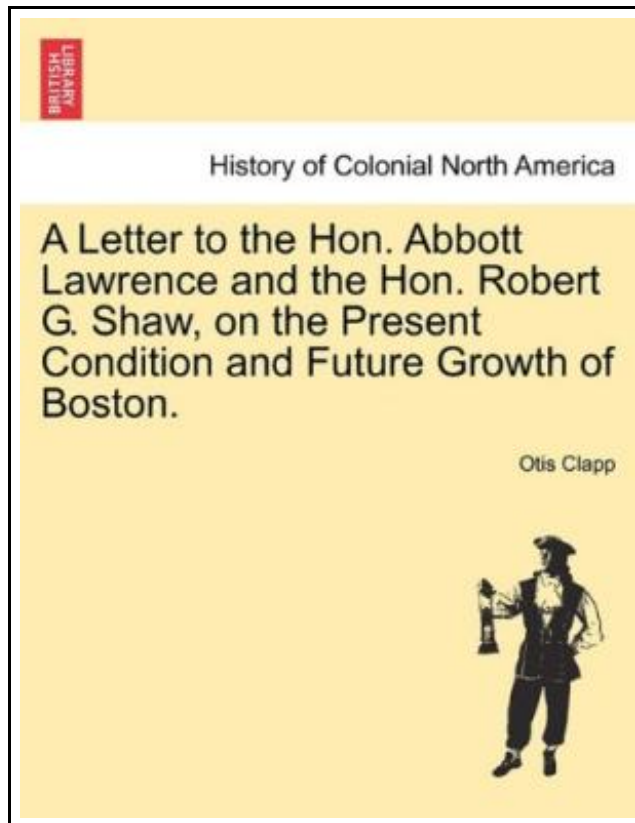 BRITISH
LIBRARY
History of Colonial North America
A Letter to the Hon. Abbott
Lawrence and the Hon. Robert
G. Shaw, on the Present
Condition and Future Growth of
Boston.
Otis Clapp